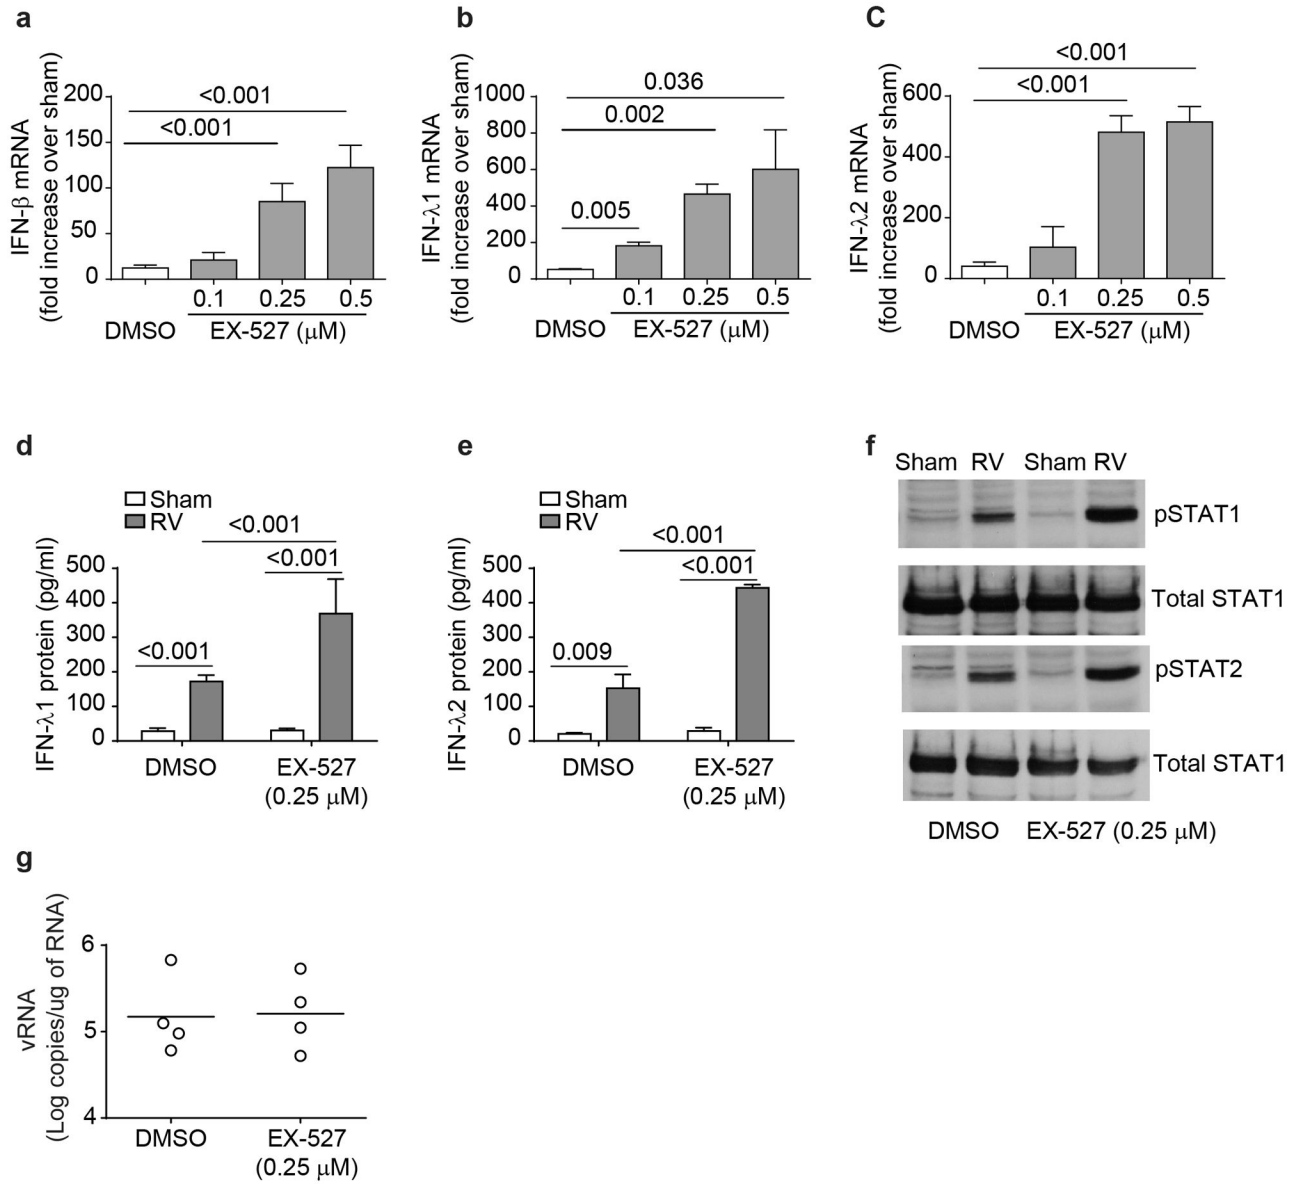 a
IFN-β mRNA
(fold increase over sham)
200
150
100
50
0
<0.001
<0.001
0.1 0.25 0.5
DMSO EX-527 (μM)
b
IFN-λ1 mRNA
(fold increase over sham)
1000
800
600
400
200
0
0.036
0.002
0.005
0.1 0.25 0.5
DMSO EX-527 (μM)
C
IFN-λ2 mRNA
(fold increase over sham)
600
400
200
0
<0.001
<0.001
0.1 0.25 0.5
DMSO EX-527 (μM)
d
Sham
RV
IFN-λ1 protein (pg/ml)
500
400
300
200
100
0
<0.001
<0.001
<0.001
DMSO EX-527
(0.25 μM)
e
Sham
RV
IFN-λ2 protein (pg/ml)
500
400
300
200
100
0
<0.001
<0.001
0.009
DMSO EX-527
(0.25 μM)
f
Sham RV Sham RV
pSTAT1
Total STAT1
pSTAT2
Total STAT1
DMSO EX-527 (0.25 μM)
g
vRNA
(Log copies/ug of RNA)
6
5
4
DMSO EX-527
(0.25 μM)